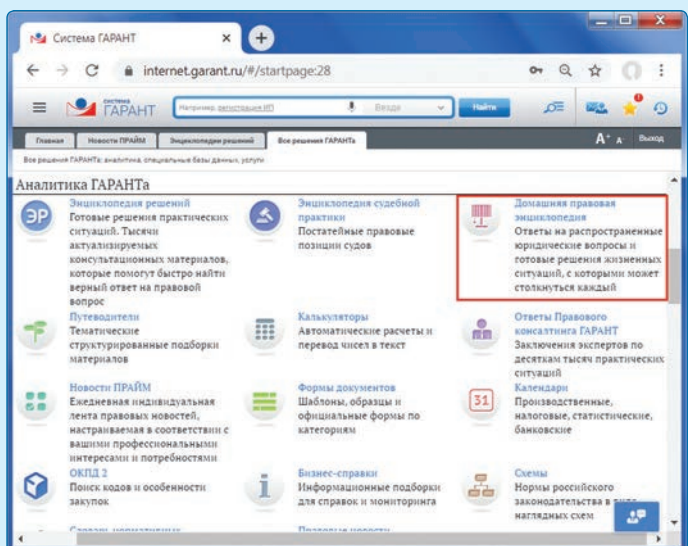 Система ГАРАНТ
internet.garant.ru/#/startpage:28
система
ГАРАНТ
Например, регистрация ИП
Везде
Найти
Главная
Новости ПРАЙМ
Энциклопедии решений
Все решения ГАРАНТа
A+ A-
Выход
Все решения ГАРАНТа: аналитика, специальные базы данных, услуги
Аналитика ГАРАНТа
ЭР
Энциклопедия решений
Готовые решения практических
ситуаций. Тысячи
актуализируемых
консультационных материалов,
которые помогут быстро найти
верный ответ на правовой
вопрос
Энциклопедия судебной
практики
Постатейные правовые
позиции судов
Домашняя правовая
энциклопедия
Ответы на распространенные
юридические вопросы и
готовые решения жизненных
ситуаций, с которыми может
столкнуться каждый
Путеводители
Тематические
структурированные подборки
материалов
Калькуляторы
Автоматические расчеты и
перевод чисел в текст
Ответы Правового
консалтинга ГАРАНТ
Заключения экспертов по
десяткам тысяч практических
ситуаций
Новости ПРАЙМ
Ежедневная индивидуальная
лента правовых новостей,
настраиваемая в соответствии с
вашими профессиональными
интересами и потребностями
Формы документов
Шаблоны, образцы и
официальные формы по
категориям
31
Календари
Производственные,
налоговые, статистические,
банковские
ОКПД 2
Поиск кодов и особенности
закупок
Бизнес-справки
Информационные подборки
для справок и мониторинга
Схемы
Нормы российского
законодательства в
наглядных схем